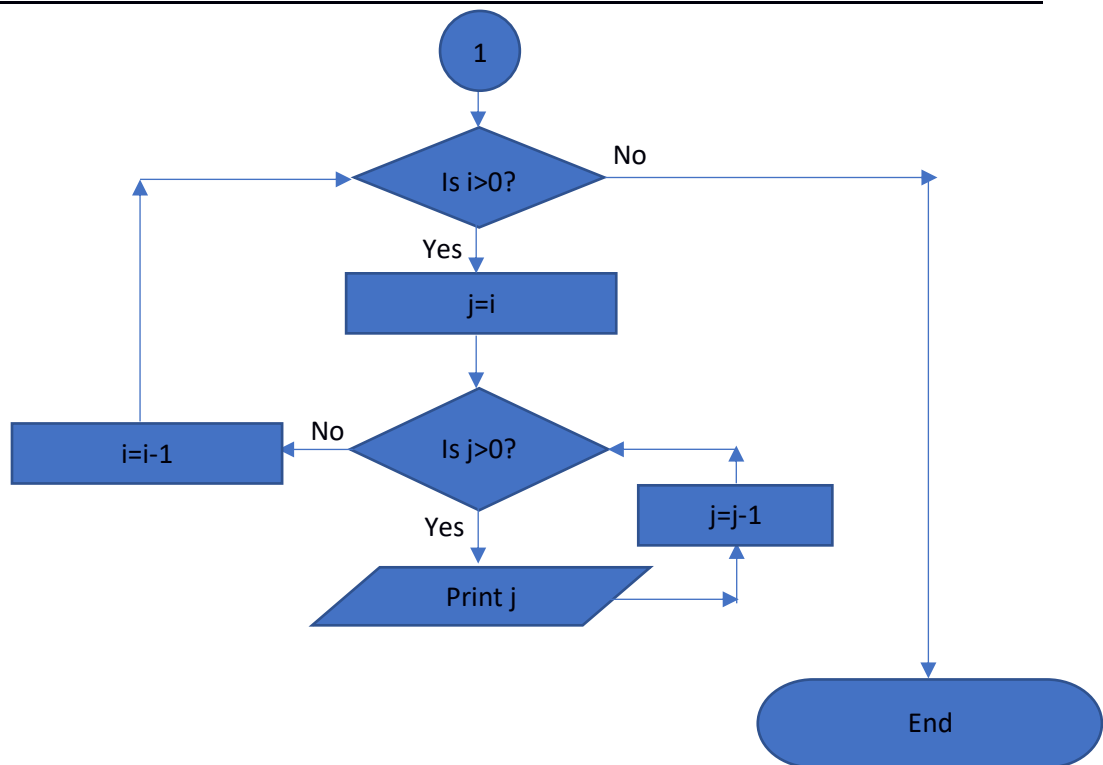 1
Is i>0?
No
Yes
j=i
Is j>0?
No
i=i-1
j=j-1
Yes
Print j
End